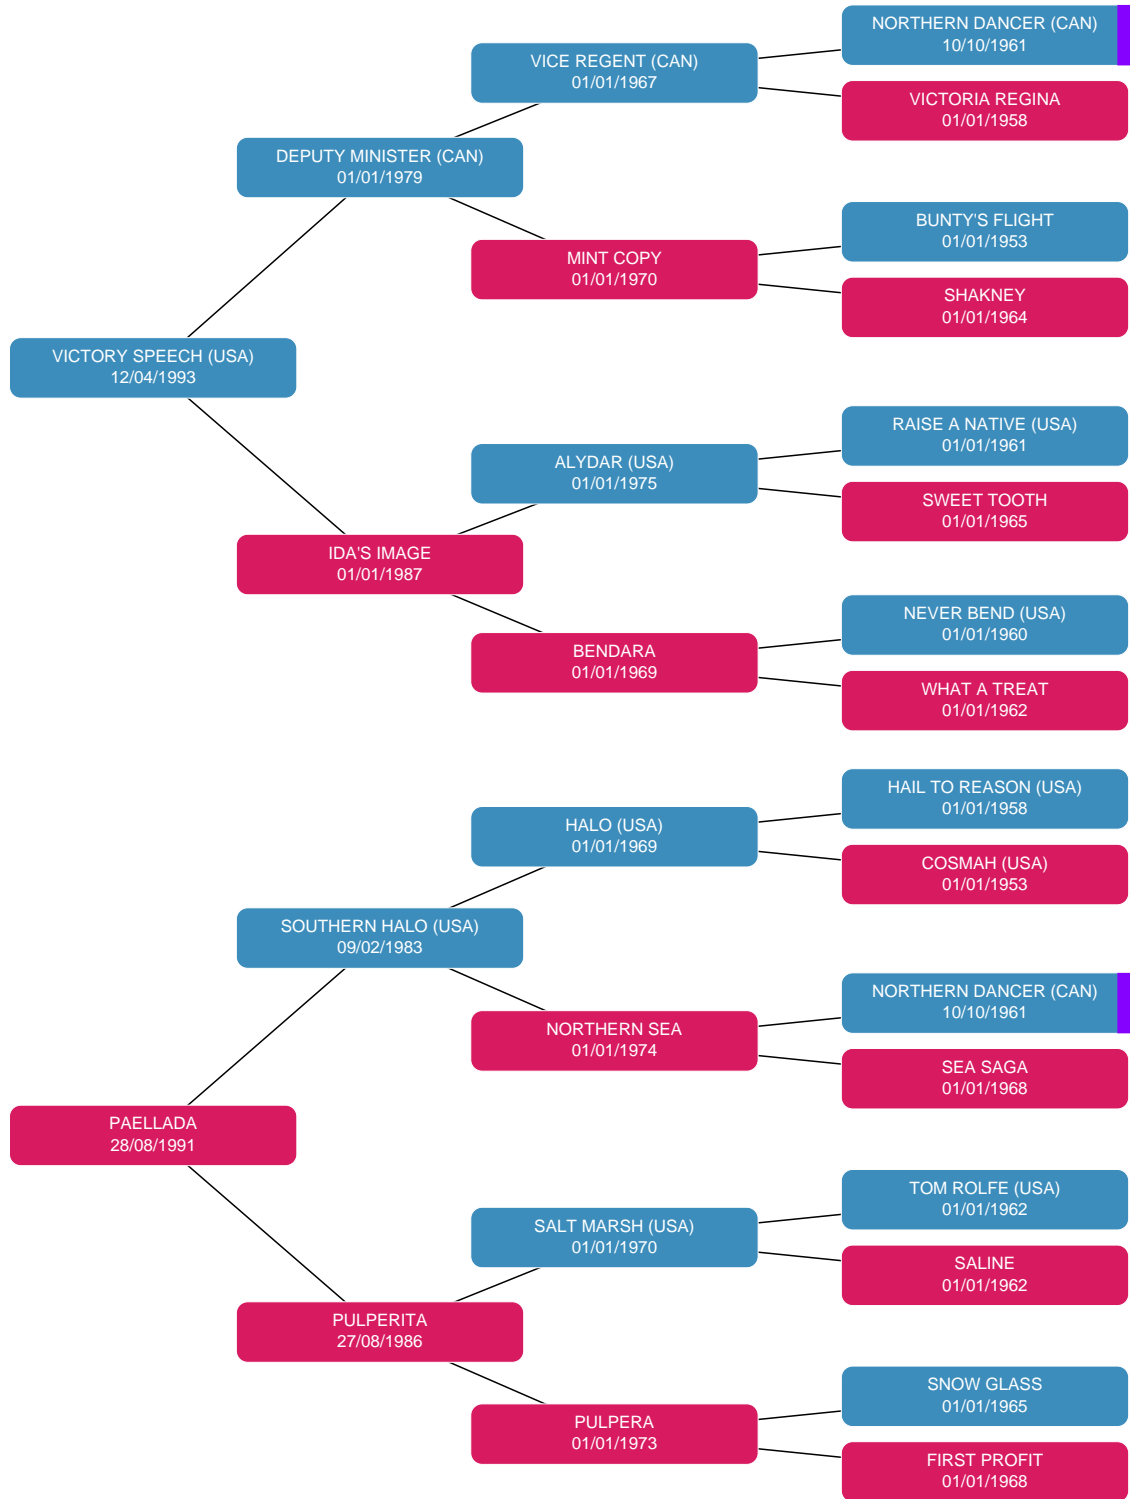 NORTHERN DANCER (CAN)
10/10/1961
VICE REGENT (CAN)
01/01/1967
VICTORIA REGINA
01/01/1958
DEPUTY MINISTER (CAN)
01/01/1979
BUNTY'S FLIGHT
01/01/1953
MINT COPY
01/01/1970
SHAKNEY
01/01/1964
VICTORY SPEECH (USA)
12/04/1993
RAISE A NATIVE (USA)
01/01/1961
ALYDAR (USA)
01/01/1975
SWEET TOOTH
01/01/1965
IDA'S IMAGE
01/01/1987
NEVER BEND (USA)
01/01/1960
BENDARA
01/01/1969
WHAT A TREAT
01/01/1962
HAIL TO REASON (USA)
01/01/1958
HALO (USA)
01/01/1969
COSMAH (USA)
01/01/1953
SOUTHERN HALO (USA)
09/02/1983
NORTHERN DANCER (CAN)
10/10/1961
NORTHERN SEA
01/01/1974
SEA SAGA
01/01/1968
PAELLADA
28/08/1991
TOM ROLFE (USA)
01/01/1962
SALT MARSH (USA)
01/01/1970
SALINE
01/01/1962
PULPERITA
27/08/1986
SNOW GLASS
01/01/1965
PULPERA
01/01/1973
FIRST PROFIT
01/01/1968